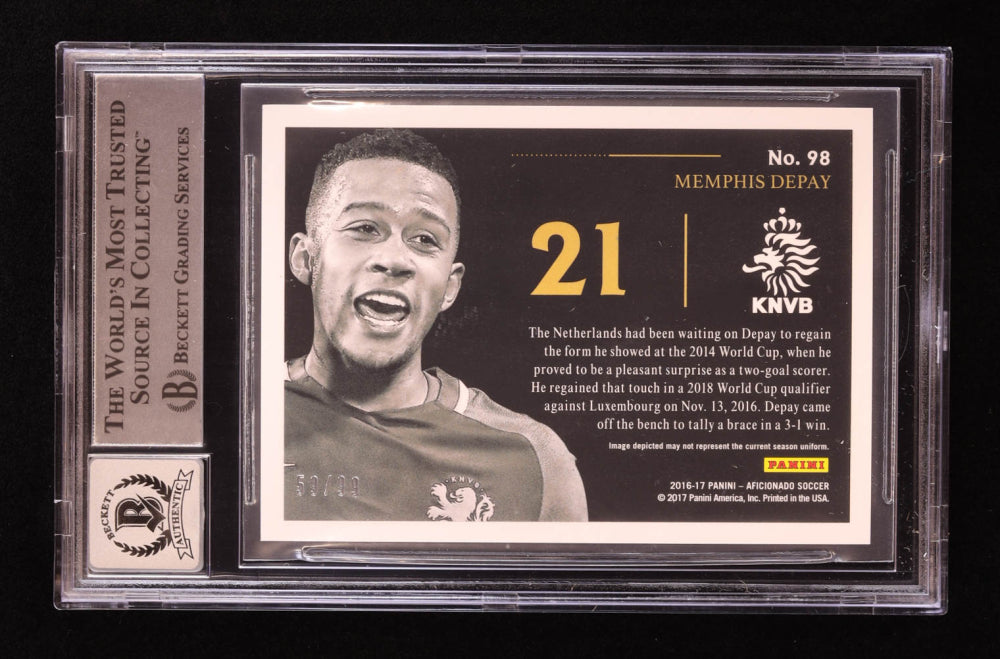 THE WORLD'S MOST TRUSTED
SOURCE IN COLLECTING™
BECKETT GRADING SERVICES
B
BECKETT
B
AUTHENTIC
No. 98
MEMPHIS DEPAY
21
KNVB
The Netherlands had been waiting on Depay to regain
the form he showed at the 2014 World Cup, when he
proved to be a pleasant surprise as a two-goal scorer.
He regained that touch in a 2018 World Cup qualifier
against Luxembourg on Nov. 13, 2016. Depay came
off the bench to tally a brace in a 3-1 win.
Image depicted may not represent the current season uniform.
PANINI
2016-17 PANINI – AFICIONADO SOCCER
© 2017 Panini America, Inc. Printed in the USA.
59/99
KNVB